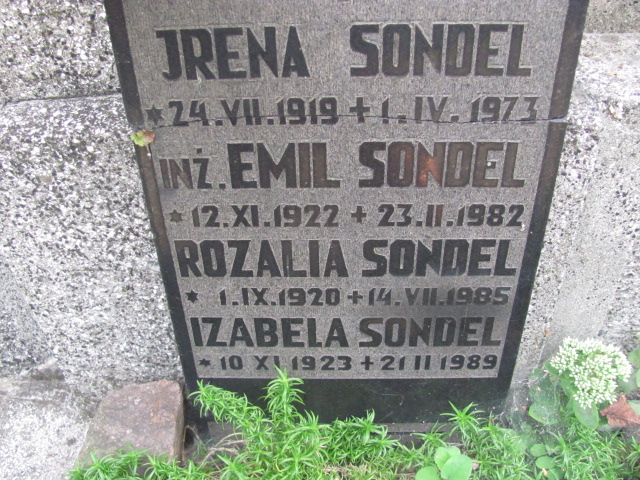 JRENA SONDEL
* 24.VII.1919 + 1.IV.1973
INŻ. EMIL SONDEL
* 12.XI.1922 + 23.II.1982
ROZALIA SONDEL
* 1.IX.1920 + 14.VII.1985
IZABELA SONDEL
* 10 XI.1923 + 21 II 1989